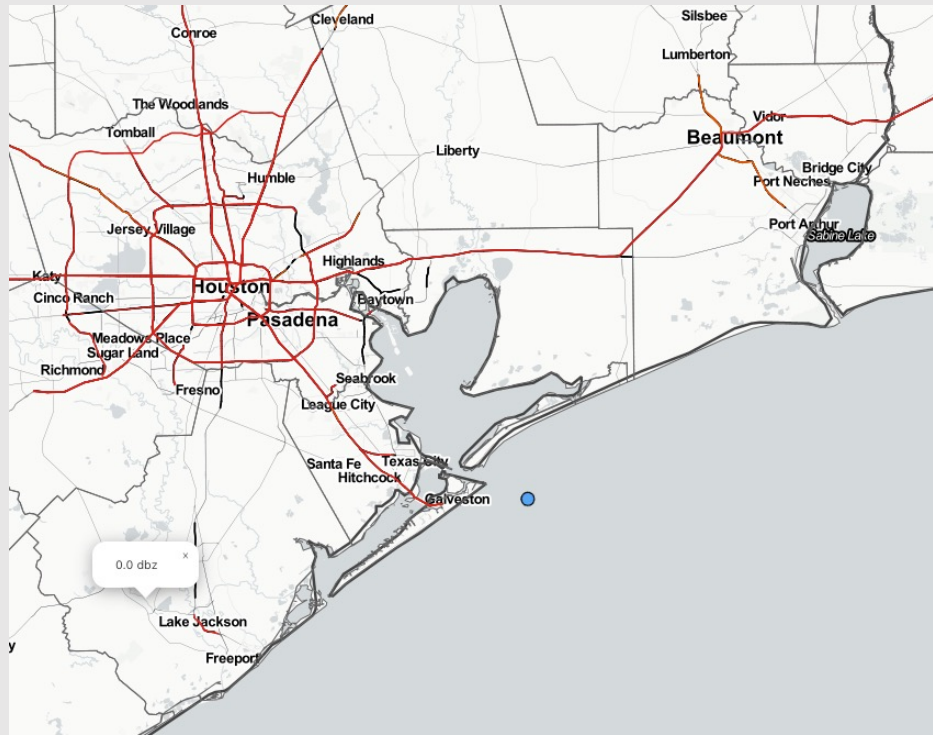 Cleveland
Silsbee
Conroe
Lumberton
The Woodlands
Vidor
Tomball
Beaumont
Liberty
Bridge City
Humble
Port Neches
Port Arthur
Jersey Village
Sabine Lake
Highlands
Katy
Houston
Cinco Ranch
Baytown
Pasadena
Meadows Place
Sugar Land
Richmond
Seabrook
Fresno
League City
Texas City
Santa Fe
Hitchcock
Galveston
x
0.0 dbz
Lake Jackson
y
Freeport